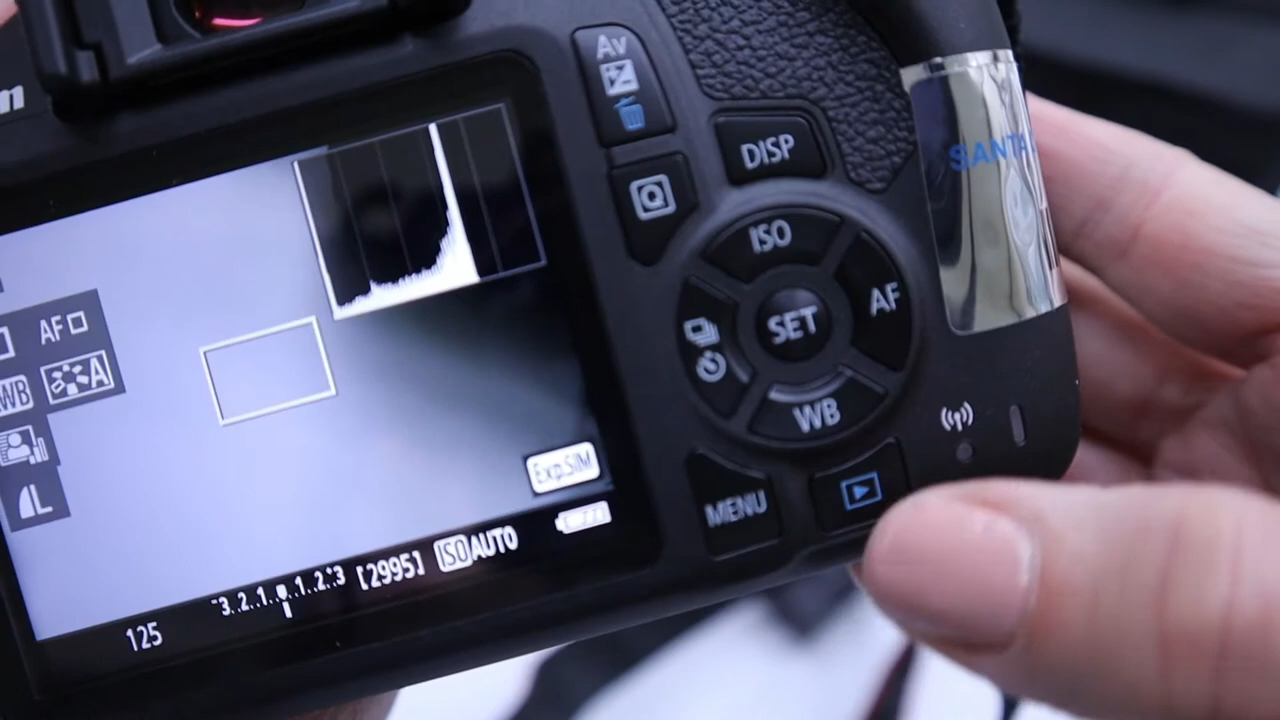 Av
DISP
Q
ISO
AF
SET
WB
MENU
SANTA
AF
WB
A
L
Exp.SIM
125
-3..2..1..0..1..2..+3
[2995]
ISO AUTO